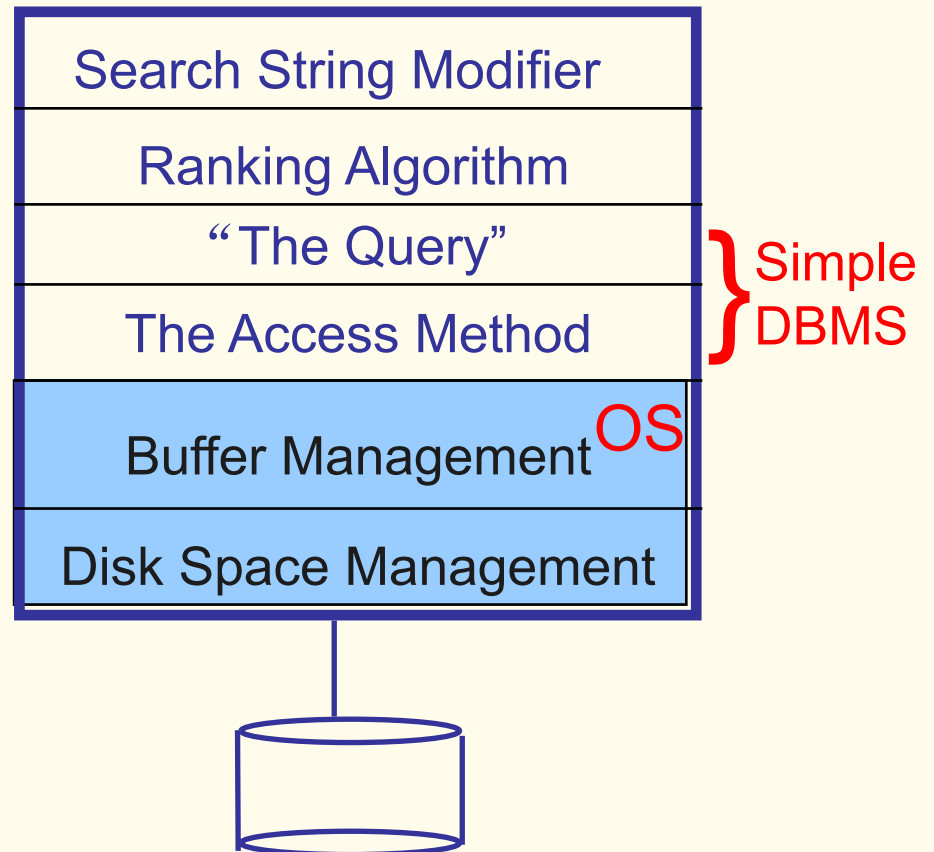 Search String Modifier
Ranking Algorithm
“The Query”
The Access Method
}Simple
DBMS
Buffer Management
OS
Disk Space Management